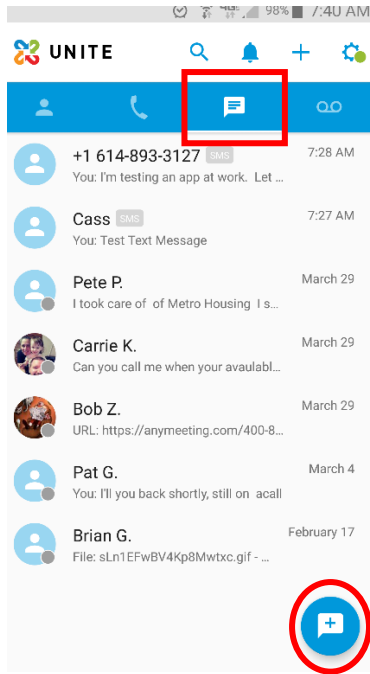 98% 7:40 AM
UNITE
+1 614-893-3127 SMS 7:28 AM
You: I'm testing an app at work. Let ...
Cass SMS 7:27 AM
You: Test Text Message
Pete P. March 29
I took care of of Metro Housing I s...
Carrie K. March 29
Can you call me when your avaulabl...
Bob Z. March 29
URL: https://anymeeting.com/400-8...
Pat G. March 4
You: I'll you back shortly, still on acall
Brian G. February 17
File: sLn1EFwBV4Kp8Mwtxc.gif - ...